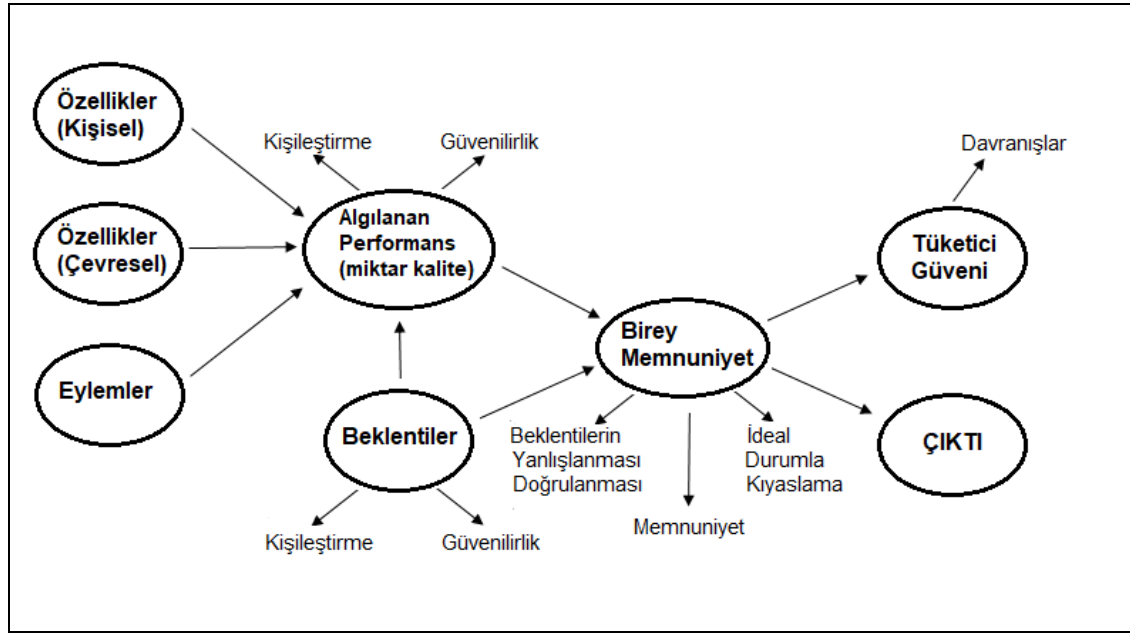 Özellikler
(Kişisel)
Kişileştirme
Güvenilirlik
Davranışlar
Algılanan
Performans
(miktar kalite)
Özellikler
(Çevresel)
Tüketici
Güveni
Birey
Memnuniyet
Eylemler
Beklentiler
Beklentilerin
Yanlışlanması
Doğrulanması
İdeal
Durumla
Kıyaslama
ÇIKTI
Memnuniyet
Kişileştirme
Güvenilirlik